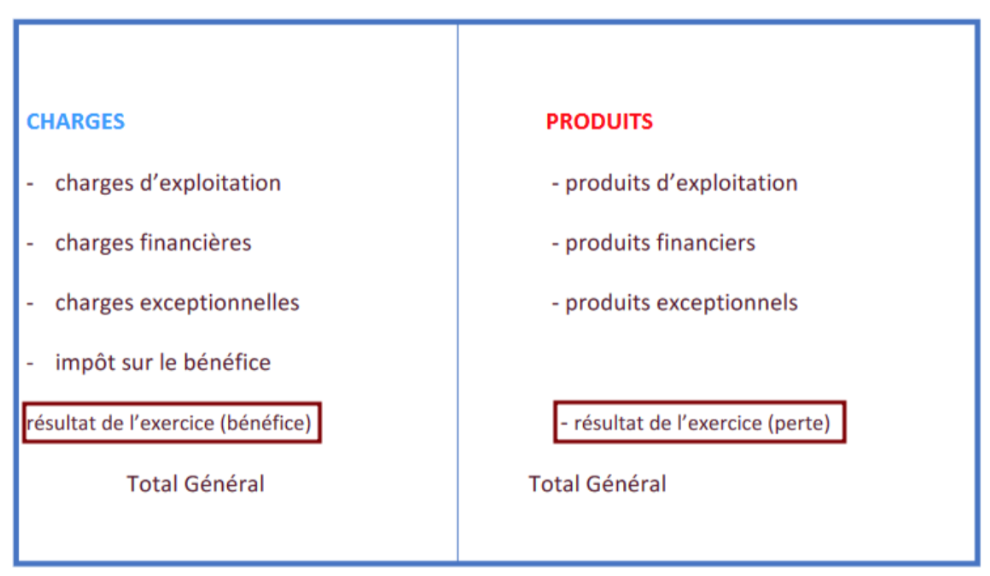 CHARGES
- charges d’exploitation
- charges financières
- charges exceptionnelles
- impôt sur le bénéfice
résultat de l’exercice (bénéfice)
Total Général
PRODUITS
- produits d’exploitation
- produits financiers
- produits exceptionnels
- résultat de l’exercice (perte)
Total Général